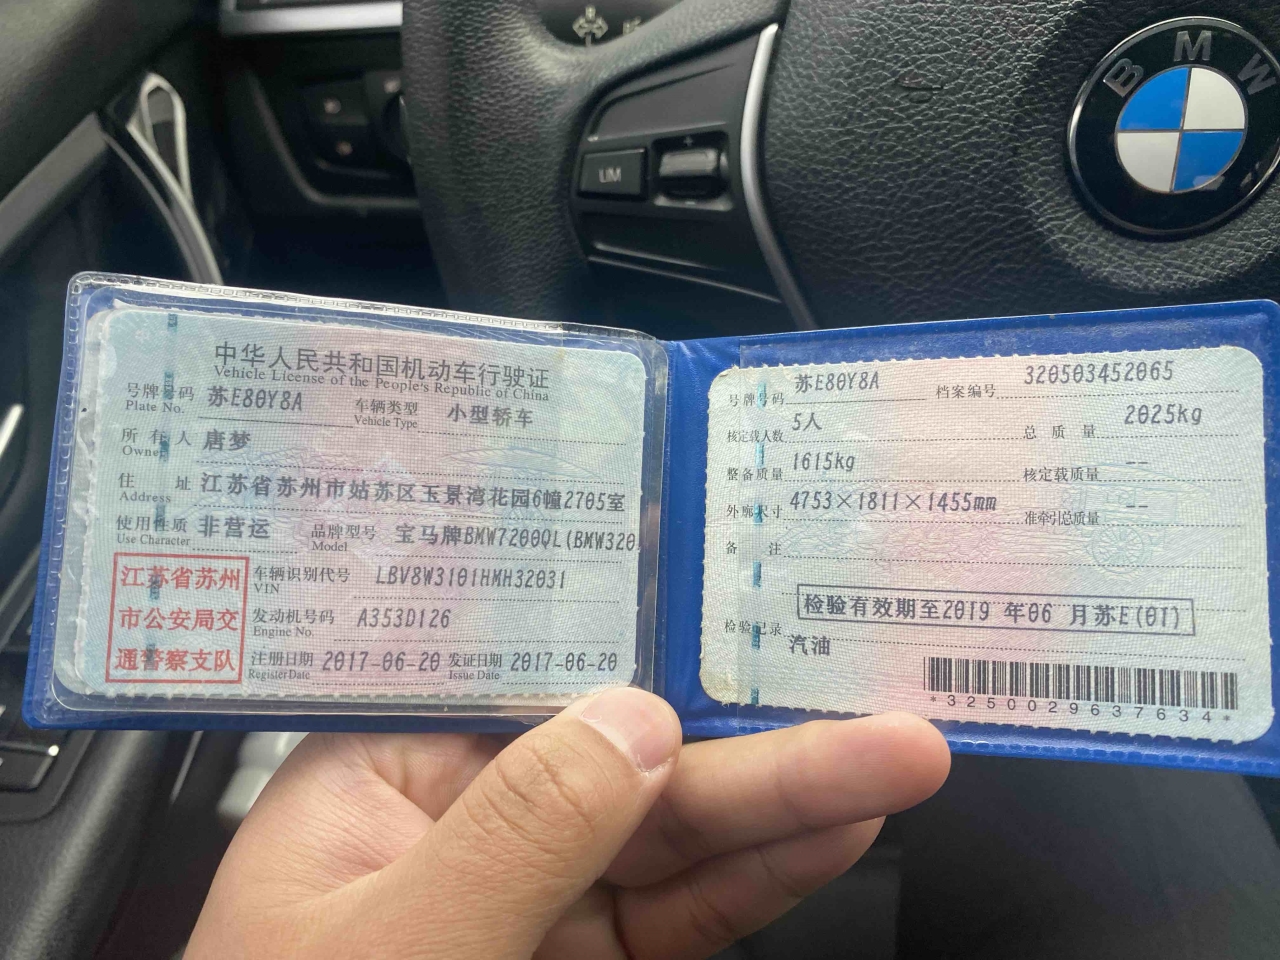 BMW
LIM
中华人民共和国机动车行驶证
Vehicle License of the People's Republic of China
号牌号码 苏E80Y8A 车辆类型 小型轿车
Plate No. Vehicle Type
所有人 唐梦
Owner
住址 江苏省苏州市姑苏区玉景湾花园6幢2705室
Address
使用性质 非营运 品牌型号 宝马牌BMW7200QL(BMW320
Use Character Model
江苏省苏州
市公安局交
通警察支队
车辆识别代号 LBV8W3101HMH32031
VIN
发动机号码 A353D126
Engine No.
注册日期 2017-06-20 发证日期 2017-06-20
Register Date Issue Date
号牌号码 苏E80Y8A 档案编号 320503452065
核定载人数 5人 总质量 2025kg
整备质量 1615kg 核定载质量 --
外廓尺寸 4753×1811×1455mm 准牵引总质量 --
备注
检验有效期至2019 年06 月苏E(01)
检验记录
汽油
*3250029637634*